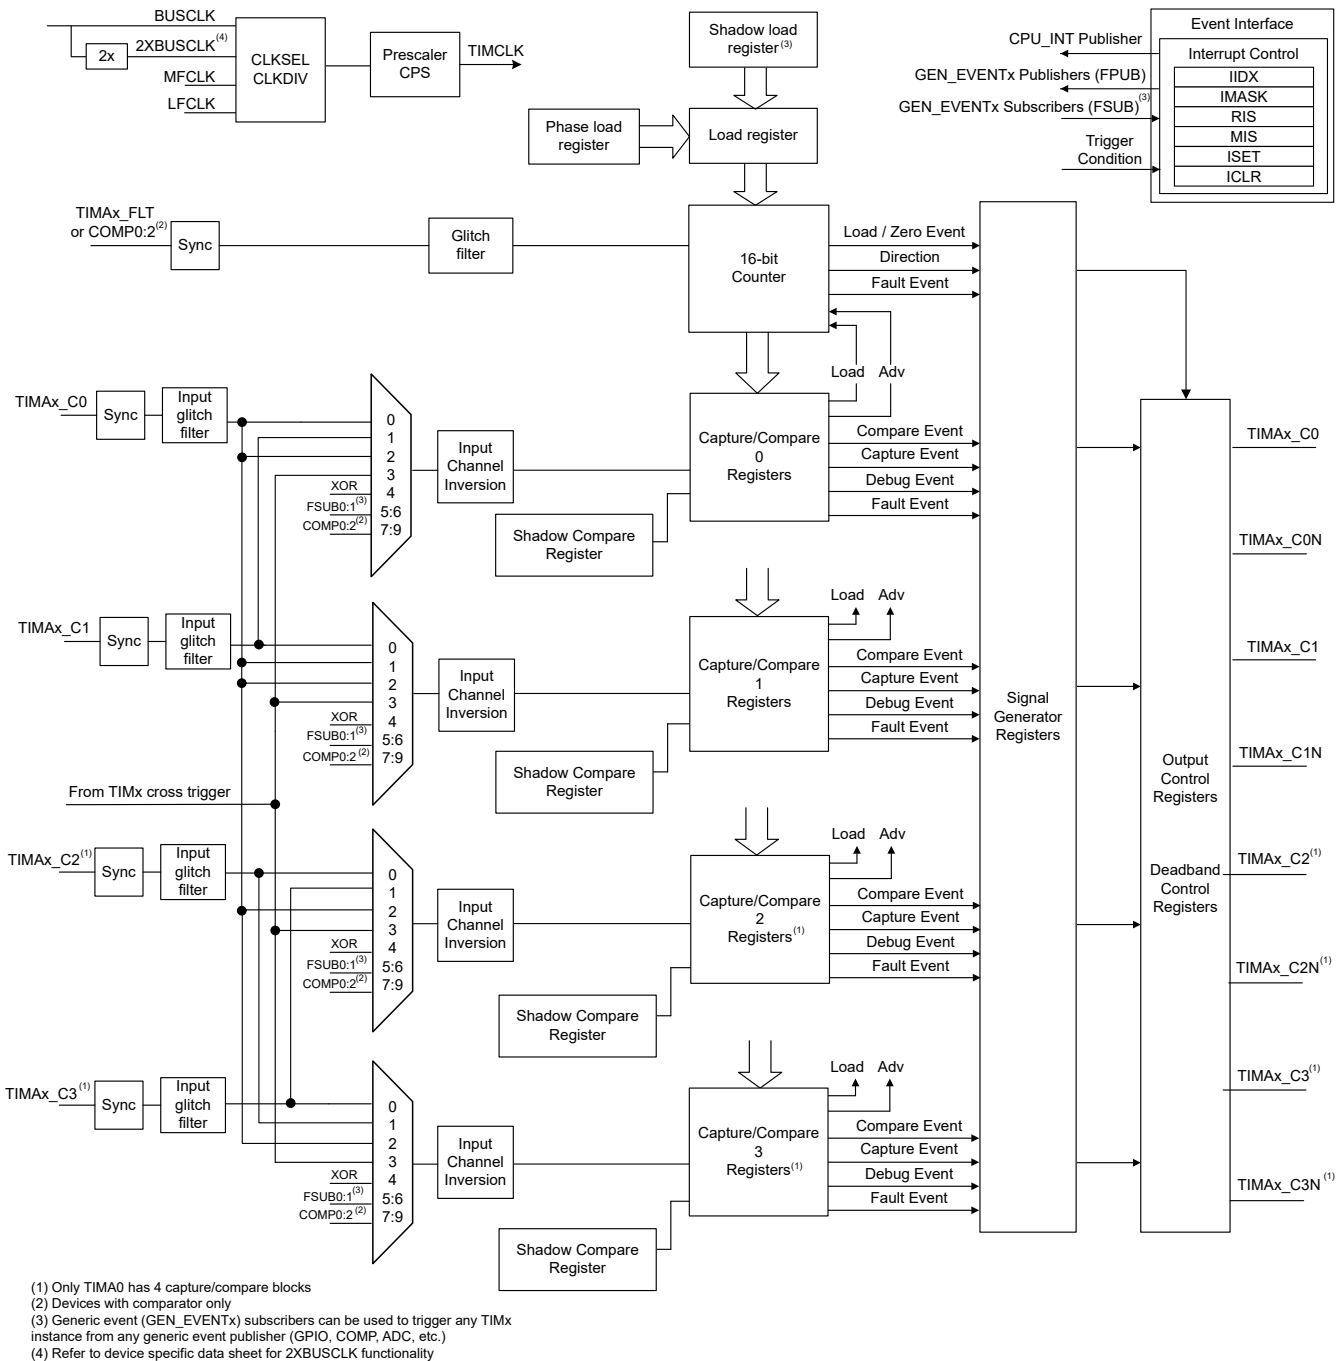 BUSCLK
2x
2XBUSCLK(4)
MFCLK
LFCLK
CLKSEL
CLKDIV
Prescaler
CPS
TIMCLK
Shadow load
register(3)
Phase load
register
Load register
CPU_INT Publisher
GEN_EVENTx Publishers (FPUB)
GEN_EVENTx Subscribers (FSUB)(3)
Trigger
Condition
Event Interface
Interrupt Control
IIDX
IMASK
RIS
MIS
ISET
ICLR
TIMAx_FLT
or COMP0:2(2)
Sync
Glitch
filter
16-bit
Counter
Load / Zero Event
Direction
Fault Event
Load
Adv
TIMAx_C0
Sync
Input
glitch
filter
0
1
2
3
XOR
4
FSUB0:1(3)
5:6
COMP0:2(2)
7:9
Input
Channel
Inversion
Capture/Compare
0
Registers
Shadow Compare
Register
Compare Event
Capture Event
Debug Event
Fault Event
TIMAx_C1
Sync
Input
glitch
filter
0
1
2
3
XOR
4
FSUB0:1(3)
5:6
COMP0:2(2)
7:9
Input
Channel
Inversion
Capture/Compare
1
Registers
Shadow Compare
Register
Load
Adv
Compare Event
Capture Event
Debug Event
Fault Event
From TIMx cross trigger
TIMAx_C2(1)
Sync
Input
glitch
filter
0
1
2
3
XOR
4
FSUB0:1(3)
5:6
COMP0:2(2)
7:9
Input
Channel
Inversion
Capture/Compare
2
Registers(1)
Shadow Compare
Register
Load
Adv
Compare Event
Capture Event
Debug Event
Fault Event
TIMAx_C3(1)
Sync
Input
glitch
filter
0
1
2
3
XOR
4
FSUB0:1(3)
5:6
COMP0:2(2)
7:9
Input
Channel
Inversion
Capture/Compare
3
Registers(1)
Shadow Compare
Register
Load
Adv
Compare Event
Capture Event
Debug Event
Fault Event
Signal
Generator
Registers
Output
Control
Registers
Deadband
Control
Registers
TIMAx_C0
TIMAx_C0N
TIMAx_C1
TIMAx_C1N
TIMAx_C2(1)
TIMAx_C2N(1)
TIMAx_C3(1)
TIMAx_C3N(1)
(1) Only TIMA0 has 4 capture/compare blocks
(2) Devices with comparator only
(3) Generic event (GEN_EVENTx) subscribers can be used to trigger any TIMx
instance from any generic event publisher (GPIO, COMP, ADC, etc.)
(4) Refer to device specific data sheet for 2XBUSCLK functionality